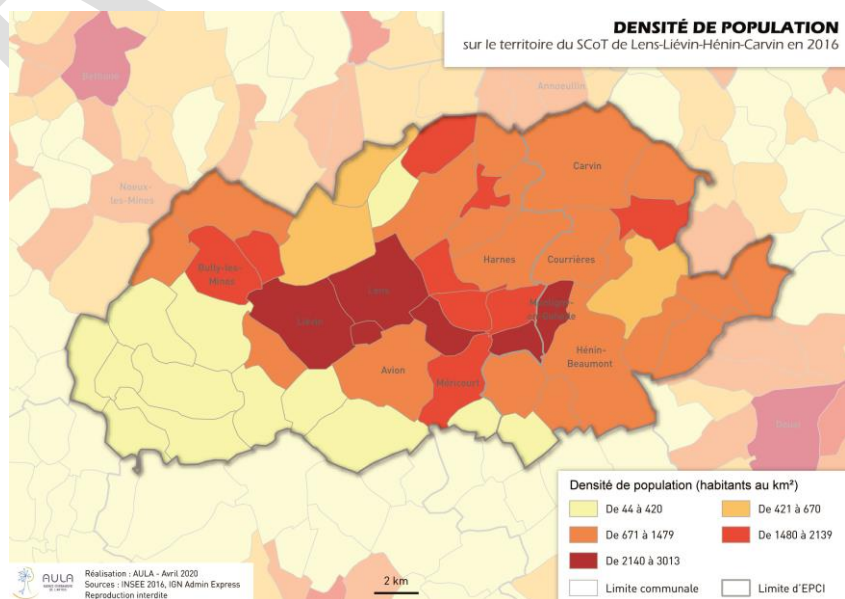 DENSITÉ DE POPULATION
sur le territoire du SCoT de Lens-Liévin-Hénin-Carvin en 2016
Béthune
Annoeullin
Carvin
Noeux-
les-Mines
Bully-les-
Mines
Harnes
Courrières
Lens
Liévin
Montigny-
en-Gohelle
Hénin-
Beaumont
Avion
Méricourt
Douai
Densité de population (habitants au km²)
De 44 à 420
De 421 à 670
De 671 à 1479
De 1480 à 2139
De 2140 à 3013
Limite communale
Limite d'EPCI
AULA
Réalisation : AULA - Avril 2020
Sources : INSEE 2016, IGN Admin Express
Reproduction interdite
2 km